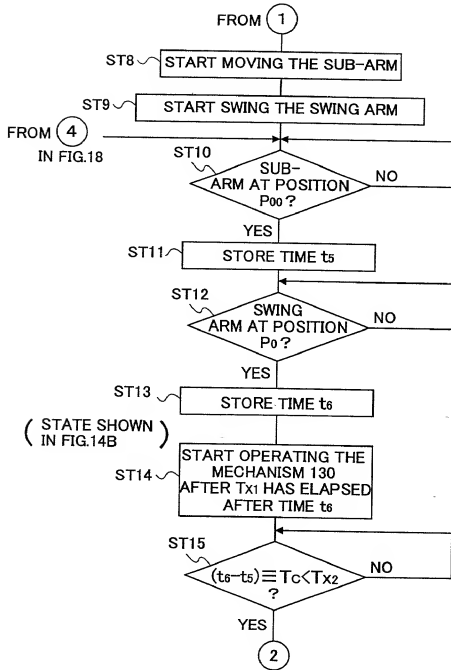 FROM 1
ST8
START MOVING THE SUB-ARM
ST9
START SWING THE SWING ARM
FROM 4
IN FIG.18
ST10
SUB-
ARM AT POSITION
P00 ?
NO
YES
ST11
STORE TIME t5
ST12
SWING
ARM AT POSITION
P0 ?
NO
YES
ST13
STORE TIME t6
( STATE SHOWN
IN FIG.14B )
ST14
START OPERATING THE
MECHANISM 130
AFTER TX1 HAS ELAPSED
AFTER TIME t6
ST15
(t6-t5)≡TC<TX2
?
NO
YES
2